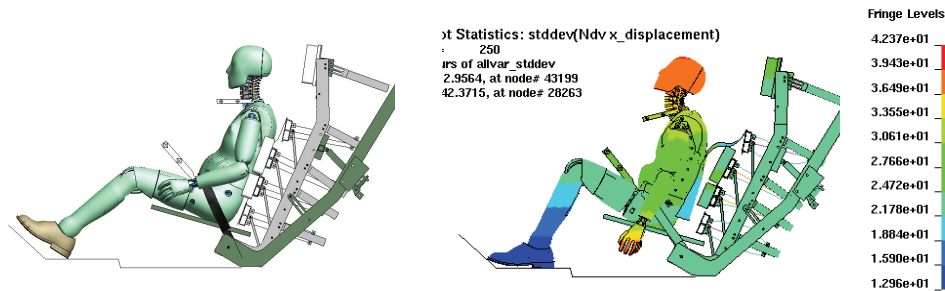 ot Statistics: stddev(Ndv x_displacement)
= 250
urs of allvar_stddev
2.9564, at node# 43199
42.3715, at node# 28263
Fringe Levels
4.237e+01
3.943e+01
3.649e+01
3.355e+01
3.061e+01
2.766e+01
2.472e+01
2.178e+01
1.884e+01
1.590e+01
1.296e+01